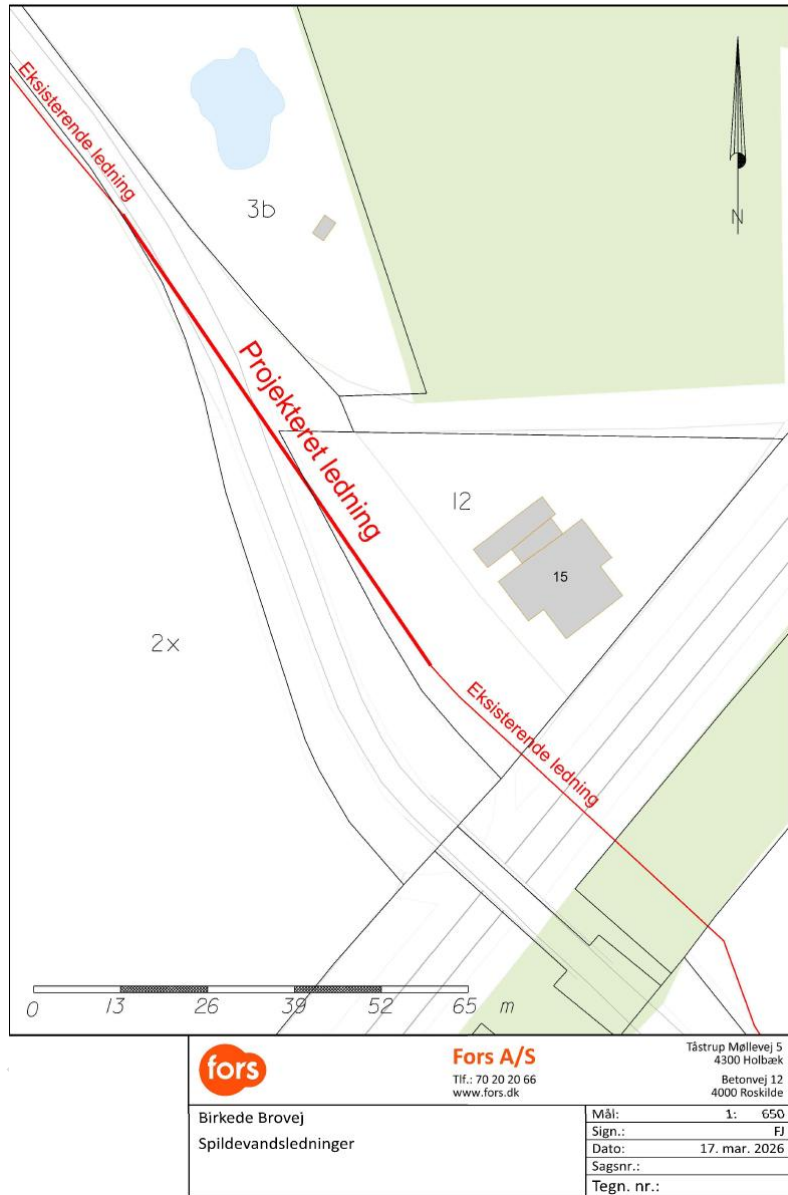 Eksisterende ledning
3b
N
Projekteret ledning
12
15
2x
Eksisterende ledning
0 13 26 39 52 65 m
fors
Fors A/S
Tlf.: 70 20 20 66
www.fors.dk
Tåstrup Møllevej 5
4300 Holbæk
Betonvej 12
4000 Roskilde
Birkede Brovej
Spildevandsledninger
Mål: 1: 650
Sign.: FJ
Dato: 17. mar. 2026
Sagsnr.:
Tegn. nr.: